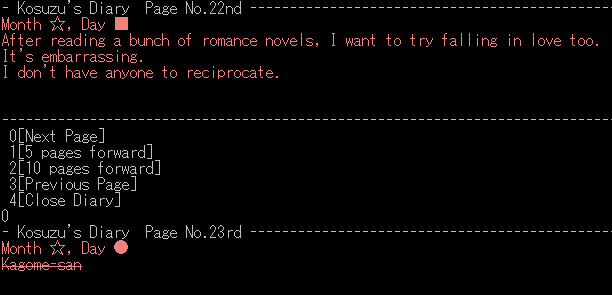 - Kosuzu's Diary  Page No.22nd ------------------------------------------------
Month ☆, Day ■
After reading a bunch of romance novels, I want to try falling in love too.
It's embarrassing.
I don't have anyone to reciprocate.
------------------------------------------------------------------------------
0[Next Page]
1[5 pages forward]
2[10 pages forward]
3[Previous Page]
4[Close Diary]
0
- Kosuzu's Diary  Page No.23rd ------------------------------------------------
Month ☆, Day ●
Kagome-san